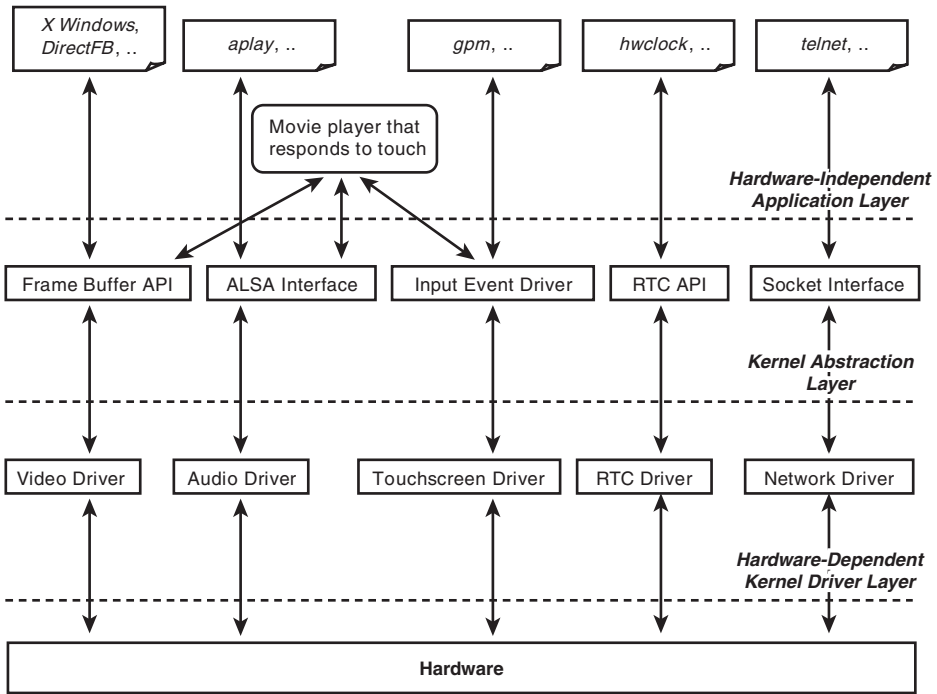 X Windows,
DirectFB, ..
aplay, ..
gpm, ..
hwclock, ..
telnet, ..
Movie player that
responds to touch
Hardware-Independent
Application Layer
Frame Buffer API
ALSA Interface
Input Event Driver
RTC API
Socket Interface
Kernel Abstraction
Layer
Video Driver
Audio Driver
Touchscreen Driver
RTC Driver
Network Driver
Hardware-Dependent
Kernel Driver Layer
Hardware